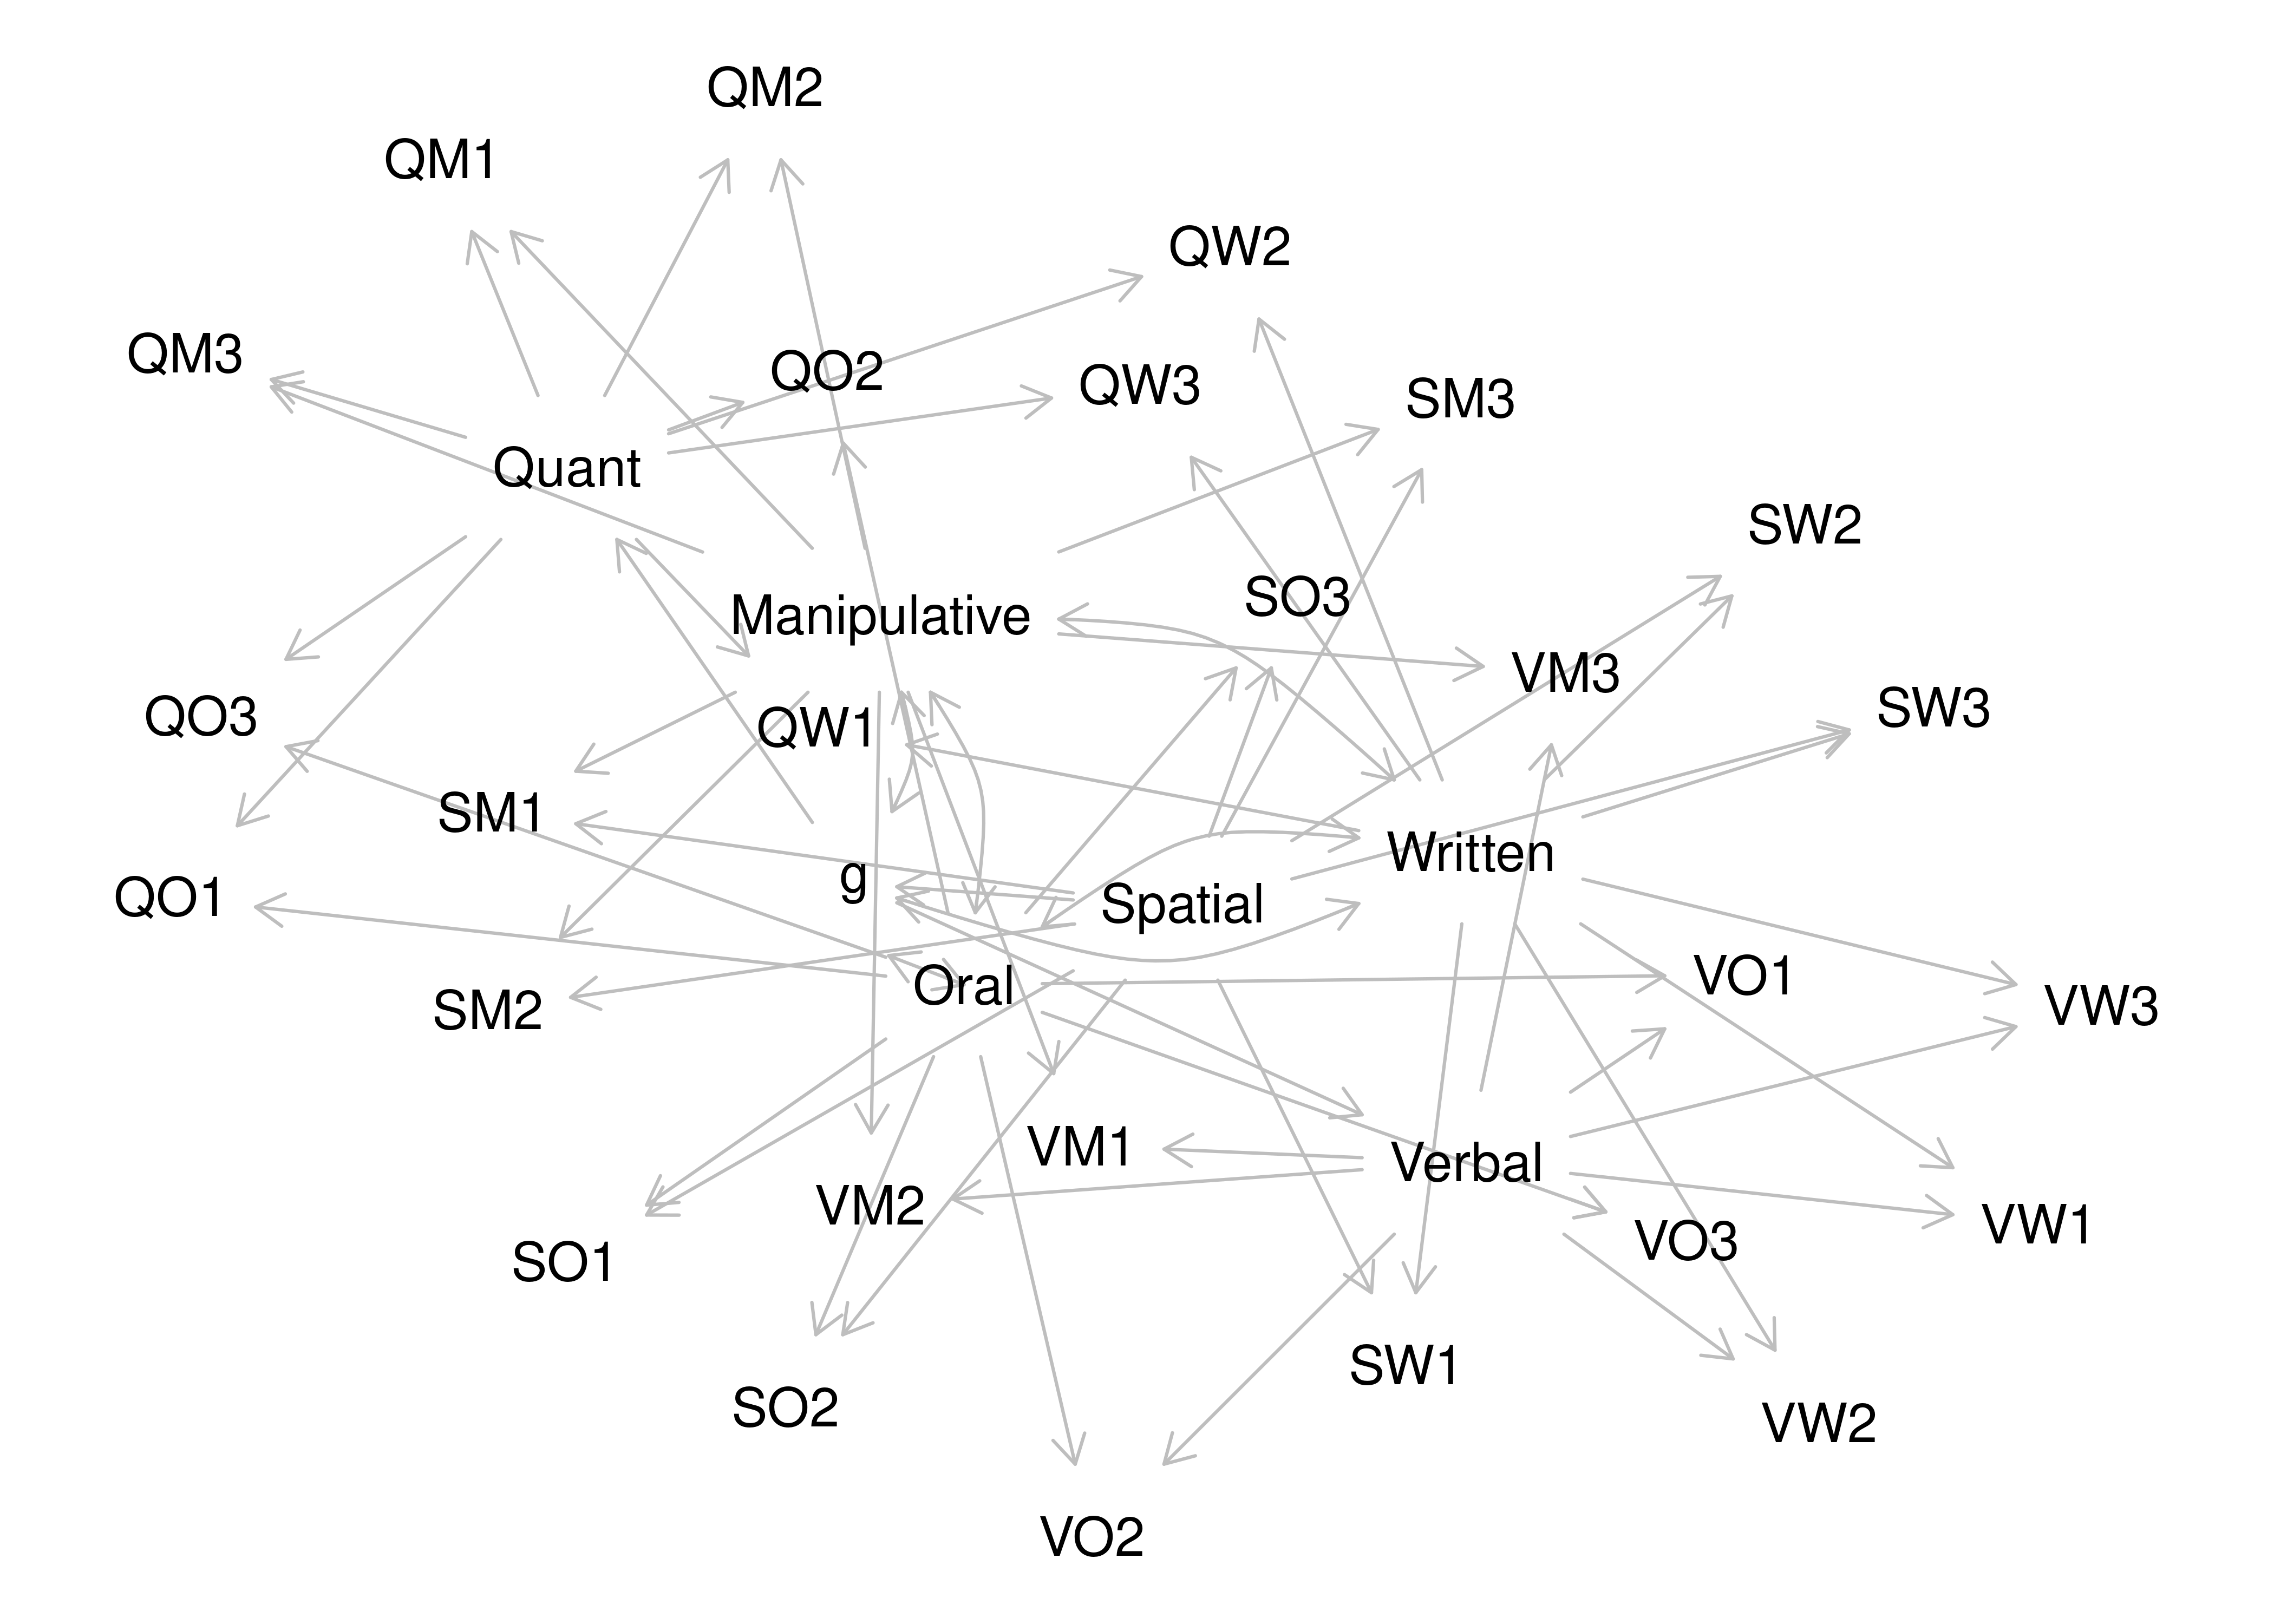 QM2
QM1
QW2
QM3
QO2
QW3
SM3
Quant
SW2
SO3
Manipulative
VM3
SW3
QO3
QW1
SM1
Written
g
QO1
Spatial
VO1
Oral
VW3
SM2
VM1
Verbal
VM2
VW1
VO3
SO1
SW1
SO2
VW2
VO2